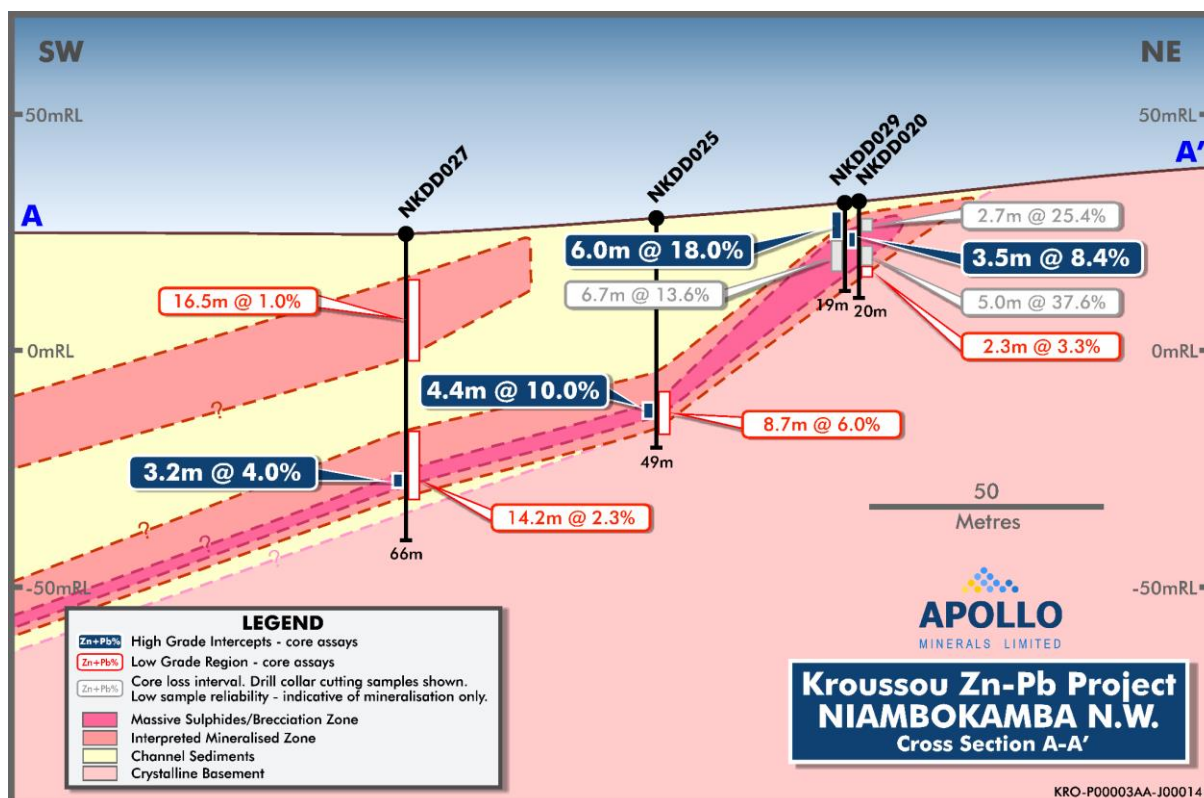 SW
NE
50mRL
50mRL
A
A'
NKDD027
NKDD025
NKDD029
NKDD020
2.7m @ 25.4%
6.0m @ 18.0%
3.5m @ 8.4%
16.5m @ 1.0%
6.7m @ 13.6%
19m
20m
5.0m @ 37.6%
0mRL
2.3m @ 3.3%
0mRL
?
4.4m @ 10.0%
8.7m @ 6.0%
49m
3.2m @ 4.0%
50
Metres
14.2m @ 2.3%
?
?
?
66m
-50mRL
-50mRL
APOLLO
MINERALS LIMITED
LEGEND
Zn+Pb% High Grade Intercepts - core assays
Zn+Pb% Low Grade Region - core assays
Zn+Pb% Core loss interval. Drill collar cutting samples shown.
Low sample reliability - indicative of mineralisation only.
Massive Sulphides/Brecciation Zone
Interpreted Mineralised Zone
Channel Sediments
Crystalline Basement
Kroussou Zn-Pb Project
NIAMBOKAMBA N.W.
Cross Section A-A'
KRO-P00003AA-J00014